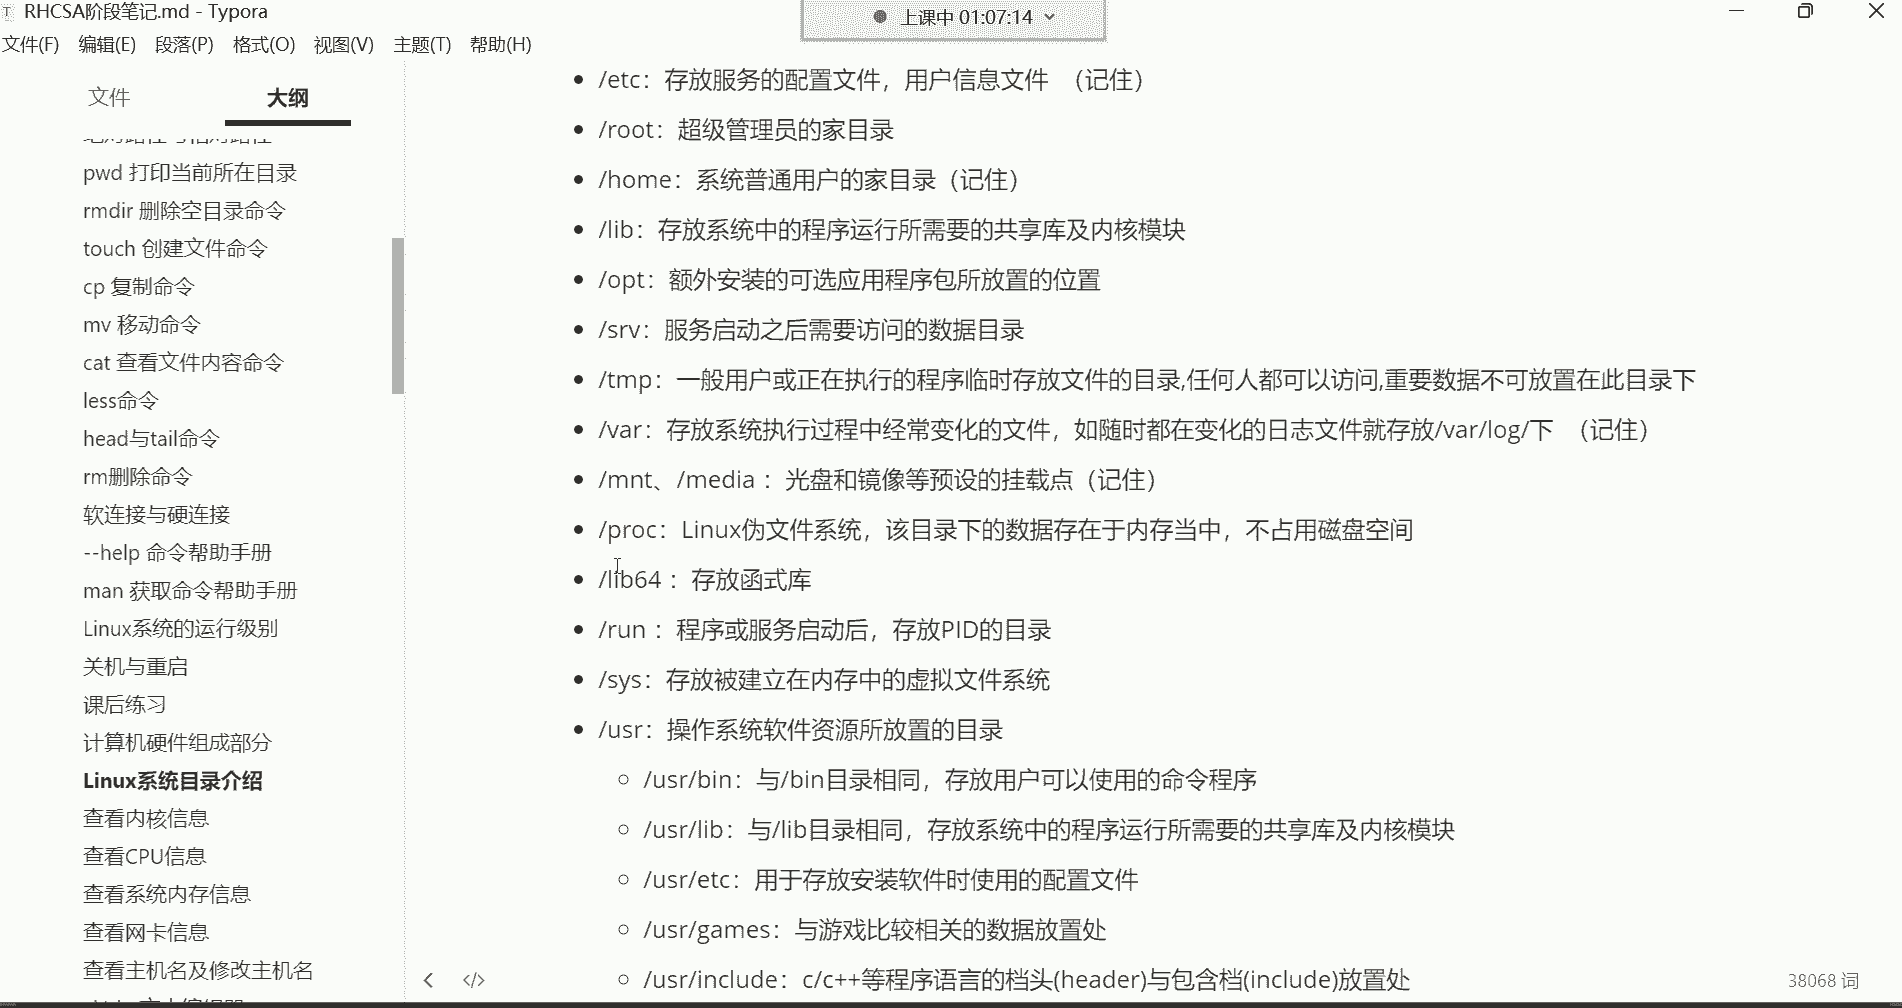 RHCSA阶段笔记.md - Typora
上课中 01:07:14
文件(F) 编辑(E) 段落(P) 格式(O) 视图(V) 主题(T) 帮助(H)
文件 大纲
pwd 打印当前所在目录
rmdir 删除空目录命令
touch 创建文件命令
cp 复制命令
mv 移动命令
cat 查看文件内容命令
less命令
head与tail命令
rm删除命令
软连接与硬连接
--help 命令帮助手册
man 获取命令帮助手册
Linux系统的运行级别
关机与重启
课后练习
计算机硬件组成部分
Linux系统目录介绍
查看内核信息
查看CPU信息
查看系统内存信息
查看网卡信息
查看主机名及修改主机名
/etc：存放服务的配置文件，用户信息文件 （记住）
/root：超级管理员的家目录
/home：系统普通用户的家目录（记住）
/lib：存放系统中的程序运行所需要的共享库及内核模块
/opt：额外安装的可选应用程序包所放置的位置
/srv：服务启动之后需要访问的数据目录
/tmp：一般用户或正在执行的程序临时存放文件的目录,任何人都可以访问,重要数据不可放置在此目录下
/var：存放系统执行过程中经常变化的文件，如随时都在变化的日志文件就存放/var/log/下 （记住）
/mnt、/media ：光盘和镜像等预设的挂载点（记住）
/proc：Linux伪文件系统，该目录下的数据存在于内存当中，不占用磁盘空间
/lib64 ：存放函式库
/run ：程序或服务启动后，存放PID的目录
/sys：存放被建立在内存中的虚拟文件系统
/usr：操作系统软件资源所放置的目录
/usr/bin：与/bin目录相同，存放用户可以使用的命令程序
/usr/lib：与/lib目录相同，存放系统中的程序运行所需要的共享库及内核模块
/usr/etc：用于存放安装软件时使用的配置文件
/usr/games：与游戏比较相关的数据放置处
/usr/include：c/c++等程序语言的档头(header)与包含档(include)放置处
38068 词